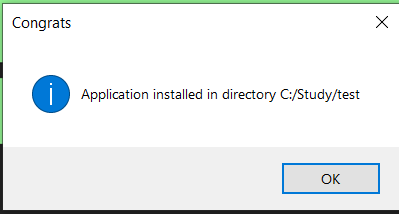 Congrats
Application installed in directory C:/Study/test
OK